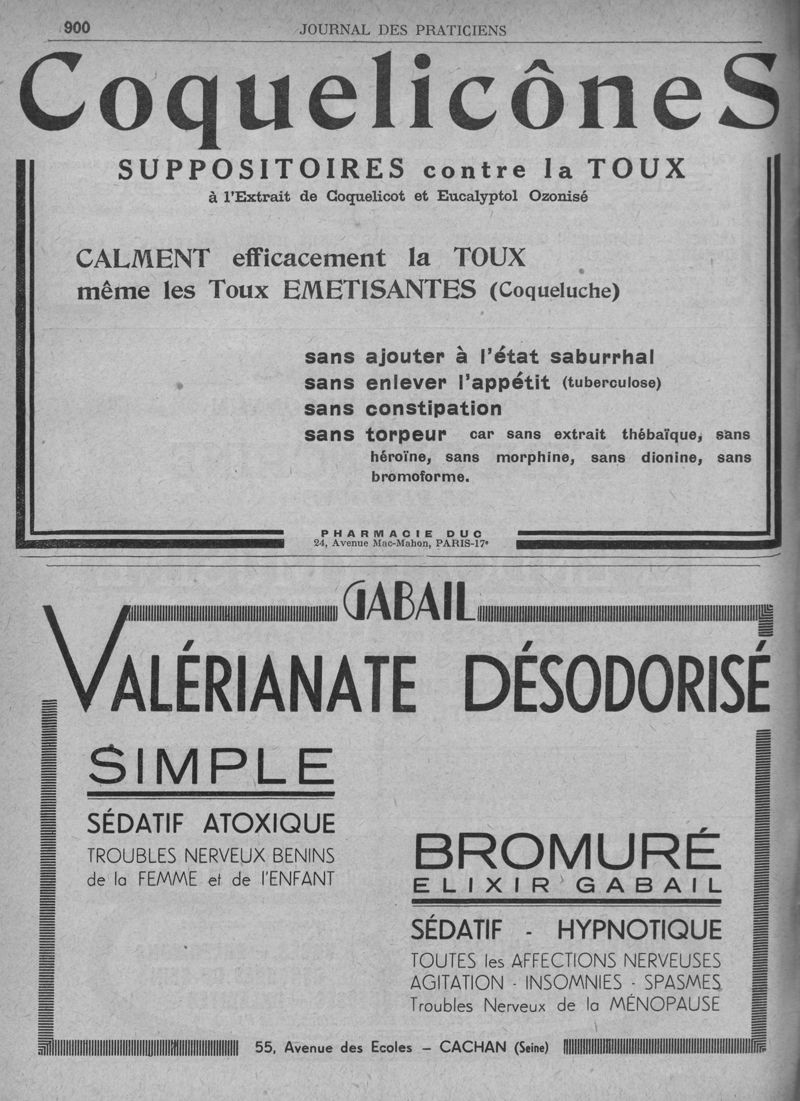 900
JOURNAL DES PRATICIENS
CoquelicôneS
SUPPOSITOIRES contre la TOUX
à l'Extrait de Coquelicot et Eucalyptol Ozonisé
CALMENT efficacement la TOUX
même les Toux EMETISANTES (Coqueluche)
sans ajouter à l'état saburrhal
sans enlever l'appétit (tuberculose)
sans constipation
sans torpeur car sans extrait thébaïque, sans
héroïne, sans morphine, sans dionine, sans
bromoforme.
PHARMACIE DUC
24, Avenue Mac-Mahon, PARIS-17e
GABAIL
VALÉRIANATE DÉSODORISÉ
SIMPLE
SÉDATIF ATOXIQUE
TROUBLES NERVEUX BENINS
de la FEMME et de l'ENFANT
BROMURÉ
ELIXIR GABAIL
SÉDATIF - HYPNOTIQUE
TOUTES les AFFECTIONS NERVEUSES
AGITATION - INSOMNIES - SPASMES
Troubles Nerveux de la MÉNOPAUSE
55, Avenue des Ecoles - CACHAN (Seine)